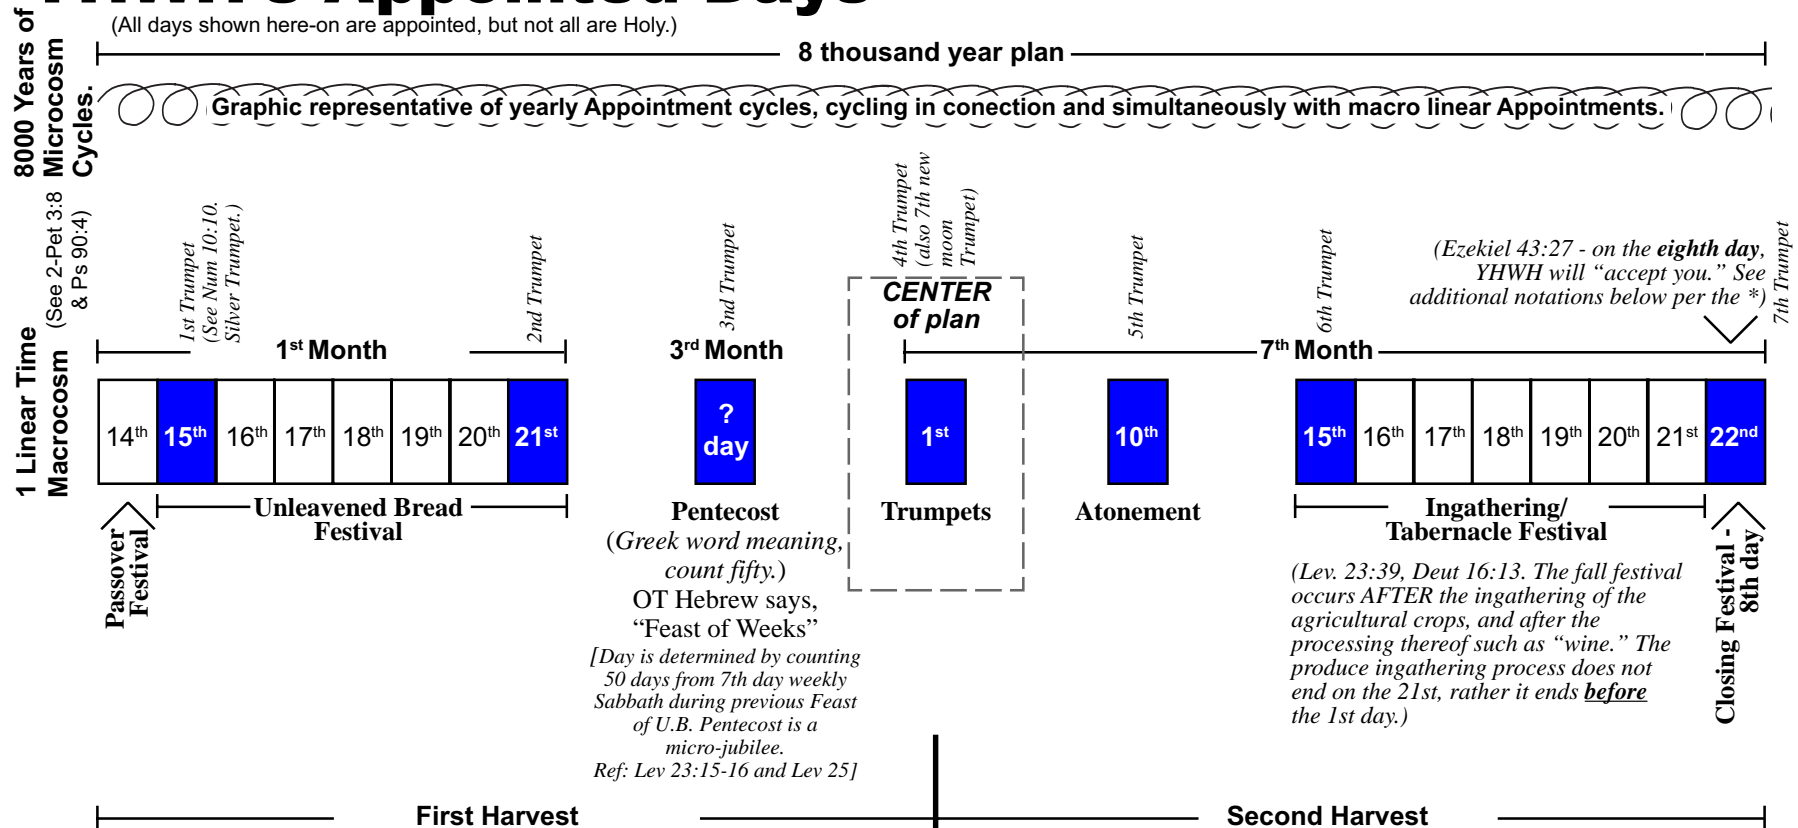 YHWH's Appointed Days
(All days shown here-on are appointed, but not all are Holy.)
8000 Years of
Microcosm
Cycles.
8 thousand year plan
Graphic representative of yearly Appointment cycles, cycling in conection and simultaneously with macro linear Appointments.
(See 2-Pet 3:8
& Ps 90:4)
1 Linear Time
Macrocosm
1st Trumpet
(See Num 10:10.
Silver Trumpet.)
2nd Trumpet
3nd Trumpet
4th Trumpet
(also 7th new
moon
Trumpet)
5th Trumpet
6th Trumpet
(Ezekiel 43:27 - on the eighth day,
YHWH will “accept you.” See
additional notations below per the *)
7th Trumpet
CENTER
of plan
1st Month
3rd Month
7th Month
14th 15th 16th 17th 18th 19th 20th 21st
?
day
1st
10th
15th 16th 17th 18th 19th 20th 21st 22nd
Passover
Festival
Unleavened Bread
Festival
Pentecost
(Greek word meaning,
count fifty.)
OT Hebrew says,
“Feast of Weeks”
[Day is determined by counting
50 days from 7th day weekly
Sabbath during previous Feast
of U.B. Pentecost is a
micro-jubilee.
Ref: Lev 23:15-16 and Lev 25]
Trumpets
Atonement
Ingathering/
Tabernacle Festival
(Lev. 23:39, Deut 16:13. The fall festival
occurs AFTER the ingathering of the
agricultural crops, and after the
processing thereof such as “wine.” The
produce ingathering process does not
end on the 21st, rather it ends before
the 1st day.)
Closing Festival -
8th day
First Harvest
Second Harvest